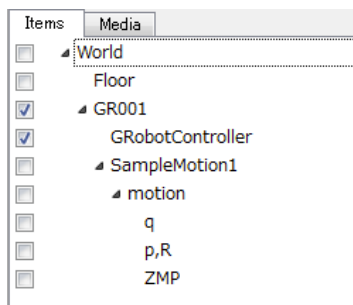 Items Media
World
Floor
GR001
GRobotController
SampleMotion1
motion
q
p,R
ZMP